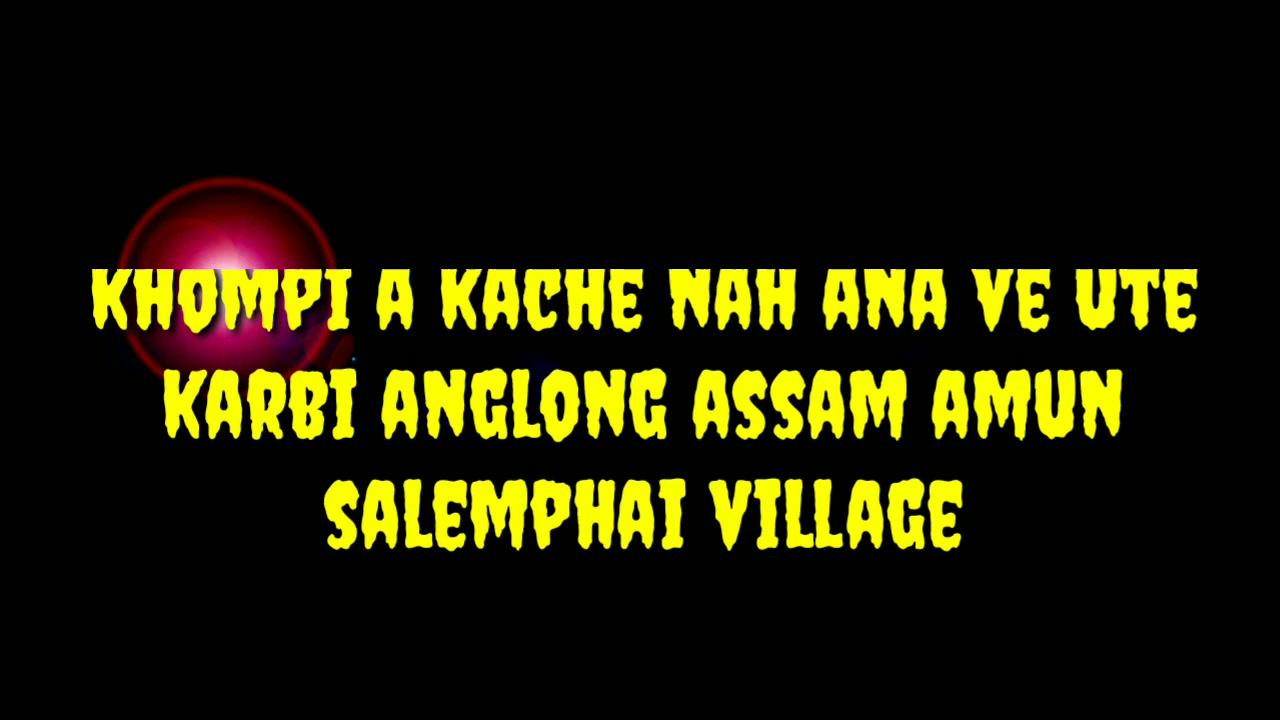 KHOMPI A KACHE NAH ANA VE UTE
KARBI ANGLONG ASSAM AMUN
SALEMPHAI VILLAGE